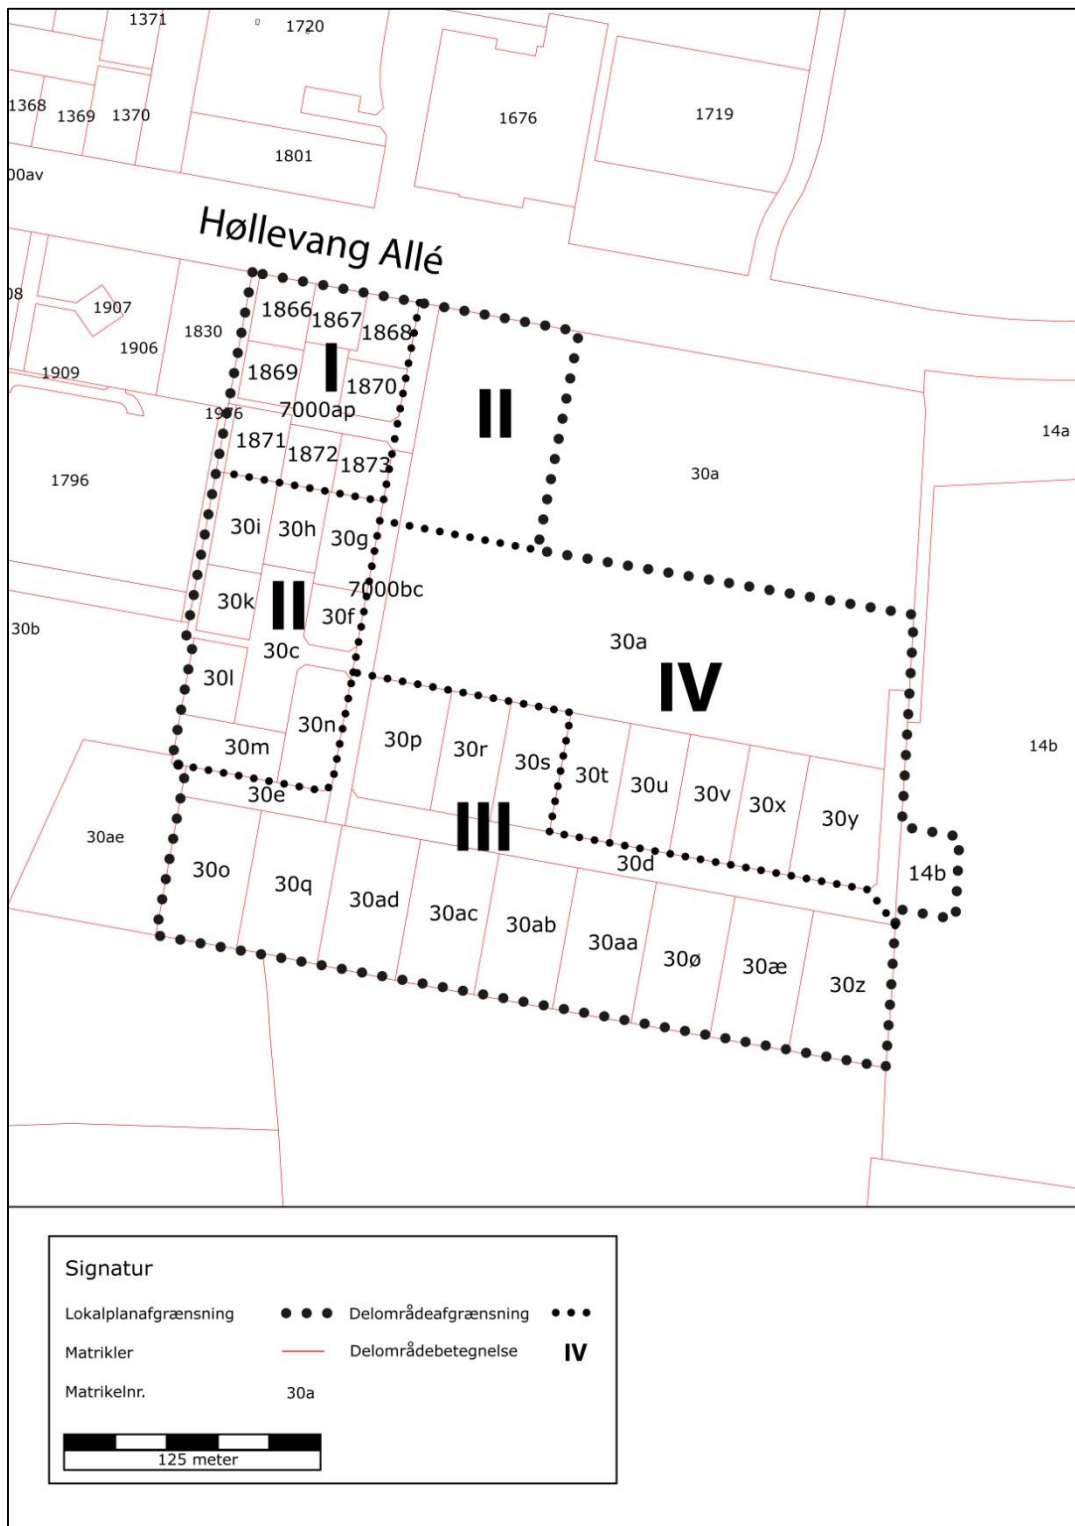 1371
1720
1368
1369
1370
1676
1719
1801
00av
Høllevang Allé
08
1907
1906
1909
1830
1866
1867
1868
1869
I
1870
7000ap
1976
1871
1872
1873
II
30a
14a
1796
30i
30h
30g
7000bc
30k
II
30f
30b
30c
30a
IV
30l
30n
30m
30p
30r
30s
30t
30u
30v
30x
30y
14b
30e
III
30d
14b
30ae
30o
30q
30ad
30ac
30ab
30aa
30ø
30æ
30z
Signatur
Lokalplanafgrænsning
Delområdeafgrænsning
Matrikler
Delområdebetegnelse IV
Matrikelnr. 30a
125 meter